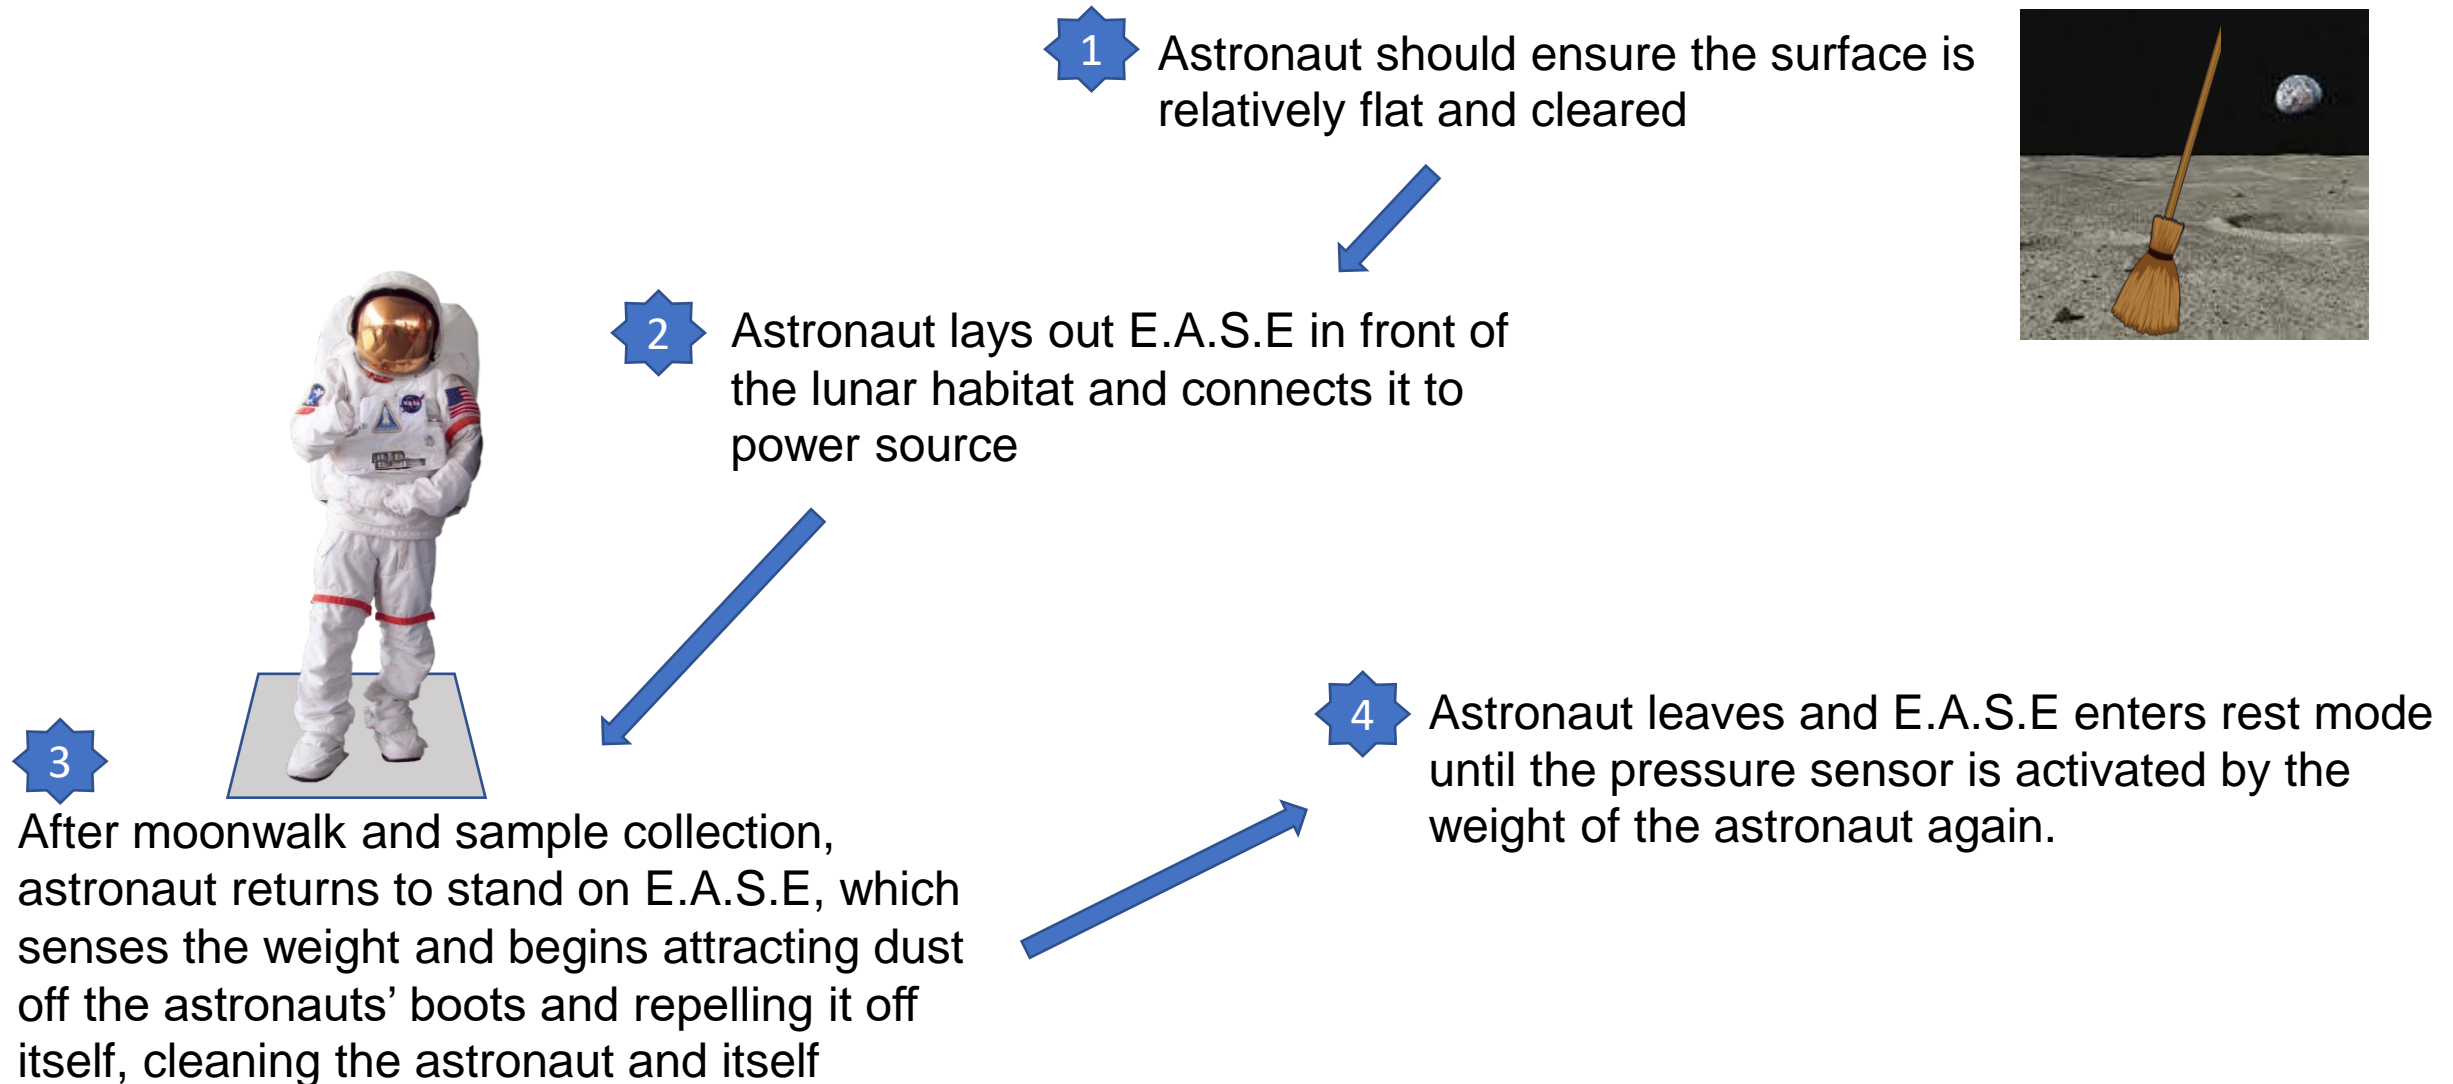 1
Astronaut should ensure the surface is
relatively flat and cleared
2
Astronaut lays out E.A.S.E in front of
the lunar habitat and connects it to
power source
3
After moonwalk and sample collection,
astronaut returns to stand on E.A.S.E, which
senses the weight and begins attracting dust
off the astronauts’ boots and repelling it off
itself, cleaning the astronaut and itself
4
Astronaut leaves and E.A.S.E enters rest mode
until the pressure sensor is activated by the
weight of the astronaut again.